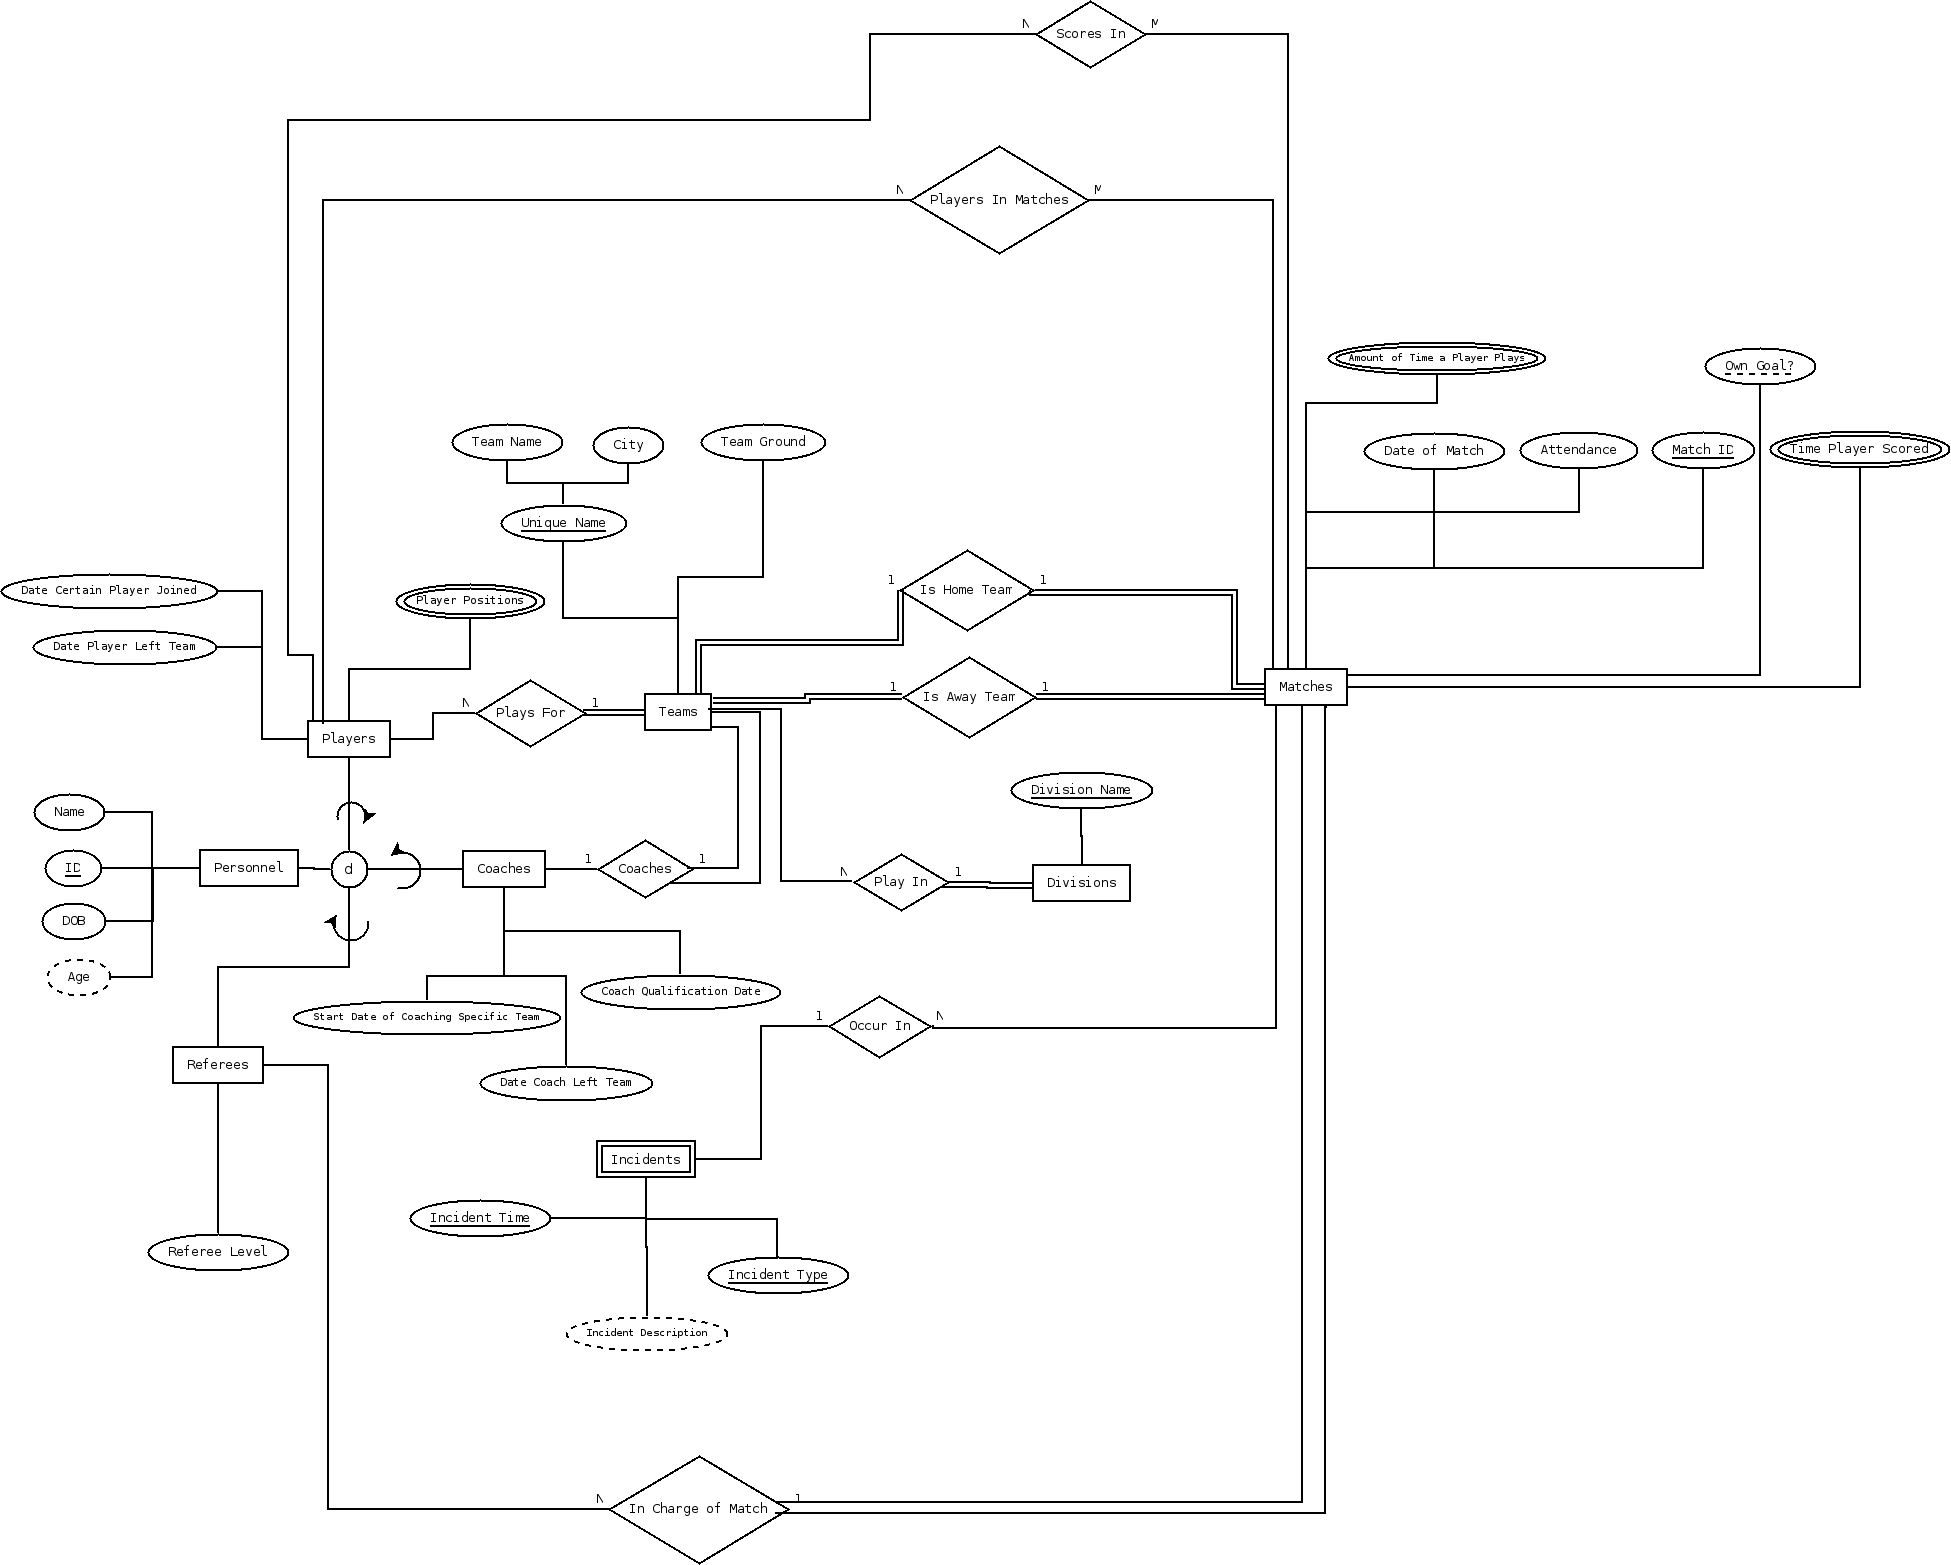 N
M
Scores In
N
M
Players In Matches
Amount of Time a Player Plays
Own Goal?
Team Name
City
Team Ground
Date of Match
Attendance
Match ID
Time Player Scored
Unique Name
Date Certain Player Joined
Player Positions
1
Is Home Team
1
Date Player Left Team
N
Plays For
1
Teams
1
Is Away Team
1
Matches
Players
Division Name
Name
ID
Personnel
d
Coaches
1
Coaches
1
N
Play In
1
Divisions
DOB
Age
Coach Qualification Date
Start Date of Coaching Specific Team
1
Occur In
N
Referees
Date Coach Left Team
Incidents
Incident Time
Referee Level
Incident Type
Incident Description
N
In Charge of Match
1